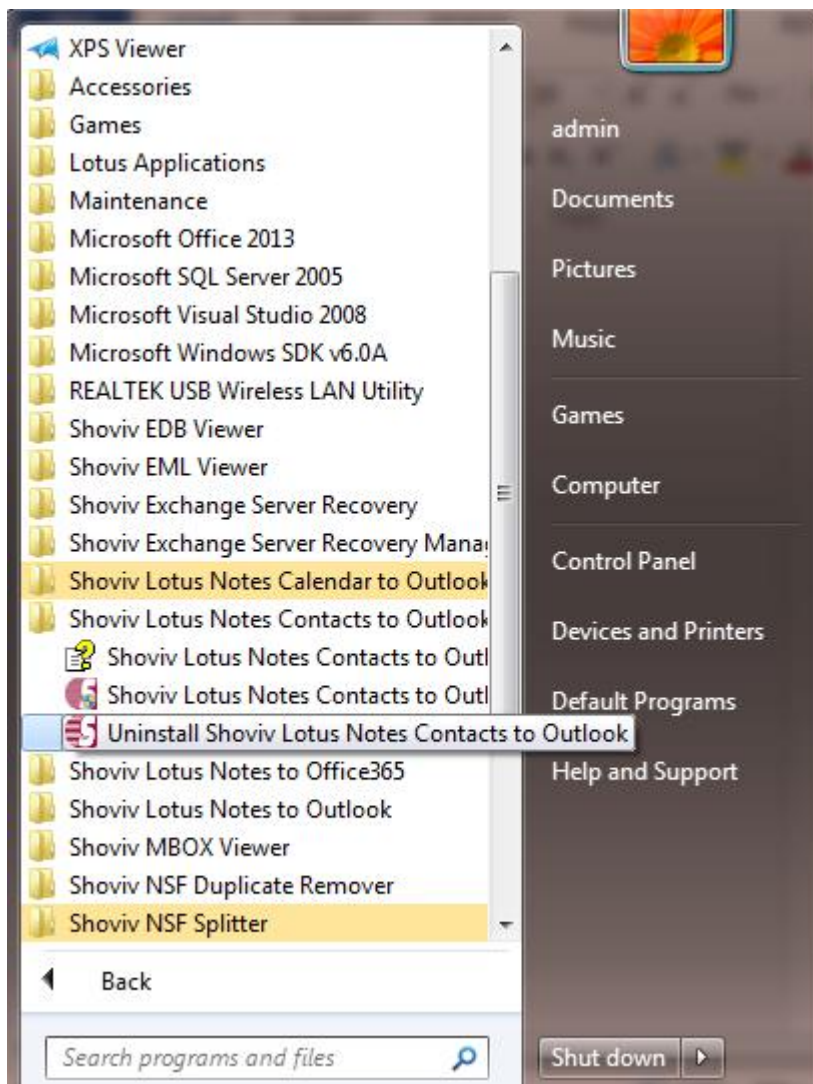 XPS Viewer
Accessories
Games
Lotus Applications
Maintenance
Microsoft Office 2013
Microsoft SQL Server 2005
Microsoft Visual Studio 2008
Microsoft Windows SDK v6.0A
REALTEK USB Wireless LAN Utility
Shoviv EDB Viewer
Shoviv EML Viewer
Shoviv Exchange Server Recovery
Shoviv Exchange Server Recovery Mana
Shoviv Lotus Notes Calendar to Outlook
Shoviv Lotus Notes Contacts to Outlook
Shoviv Lotus Notes Contacts to Outl
Shoviv Lotus Notes Contacts to Outl
Uninstall Shoviv Lotus Notes Contacts to Outlook
Shoviv Lotus Notes to Office365
Shoviv Lotus Notes to Outlook
Shoviv MBOX Viewer
Shoviv NSF Duplicate Remover
Shoviv NSF Splitter
Back
Search programs and files
admin
Documents
Pictures
Music
Games
Computer
Control Panel
Devices and Printers
Default Programs
Help and Support
Shut down